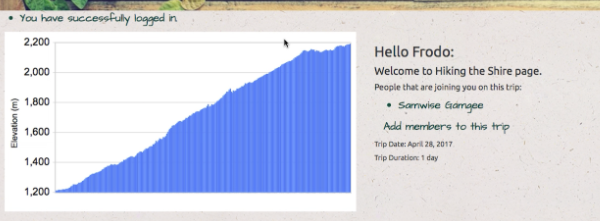 You have successfully logged in.
2,200
2,000
1,800
1,600
1,400
1,200
Elevation (m)
Hello Frodo:
Welcome to Hiking the Shire page.
People that are joining you on this trip:
Samwise Gamgee
Add members to this trip
Trip Date: April 28, 2017
Trip Duration: 1 day